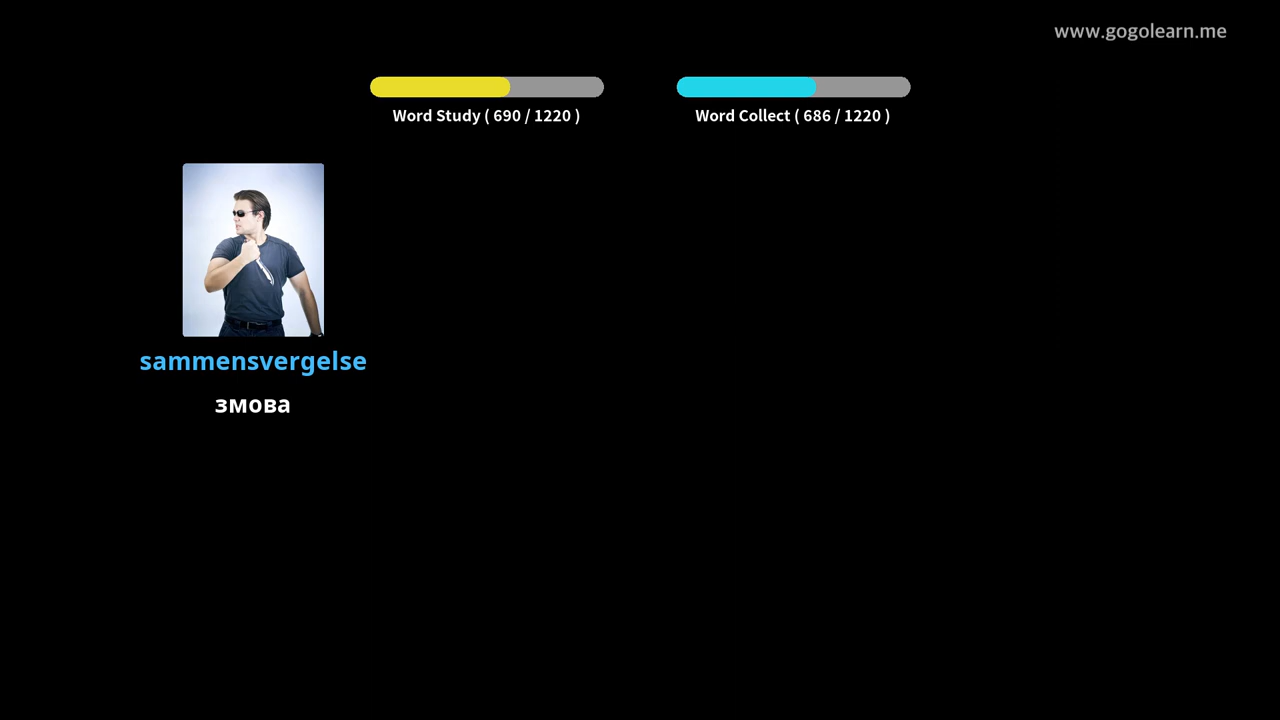 www.gogolearn.me
Word Study ( 690 / 1220 )
Word Collect ( 686 / 1220 )
sammensvergelse
змова